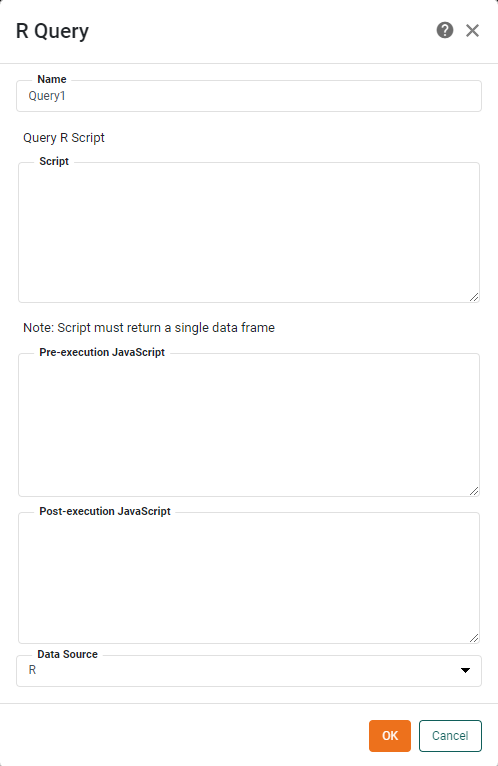 R Query
Name
Query1
Query R Script
Script
Note: Script must return a single data frame
Pre-execution JavaScript
Post-execution JavaScript
Data Source
R
OK
Cancel